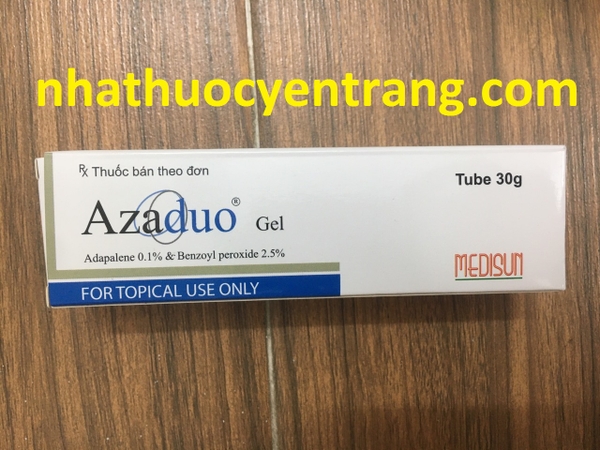 nhathuocyentrang.com
Rx Thuốc bán theo đơn
Tube 30g
Azaduo® Gel
Adapalene 0.1% & Benzoyl peroxide 2.5%
MEDISUN
FOR TOPICAL USE ONLY